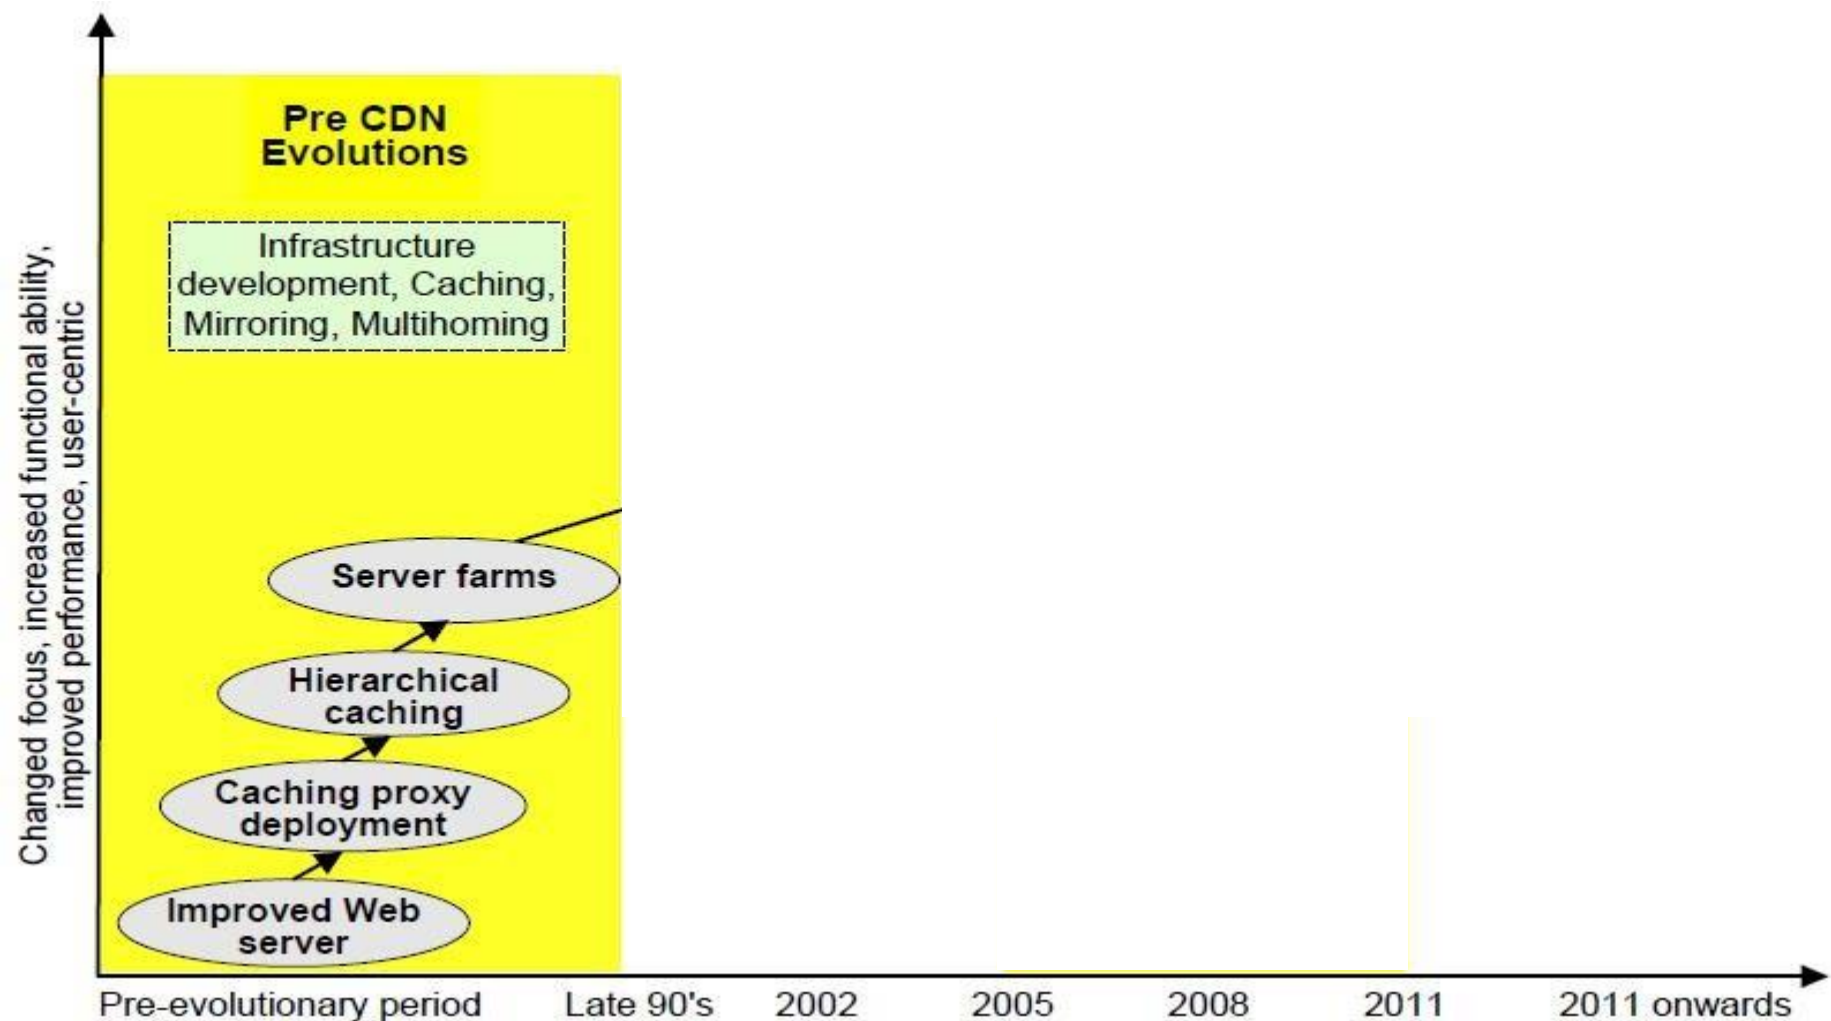 Pre CDN
Evolutions
Infrastructure
development, Caching,
Mirroring, Multihoming
Changed focus, increased functional ability,
improved performance, user-centric
Server farms
Hierarchical
caching
Caching proxy
deployment
Improved Web
server
Pre-evolutionary period Late 90's 2002 2005 2008 2011 2011 onwards